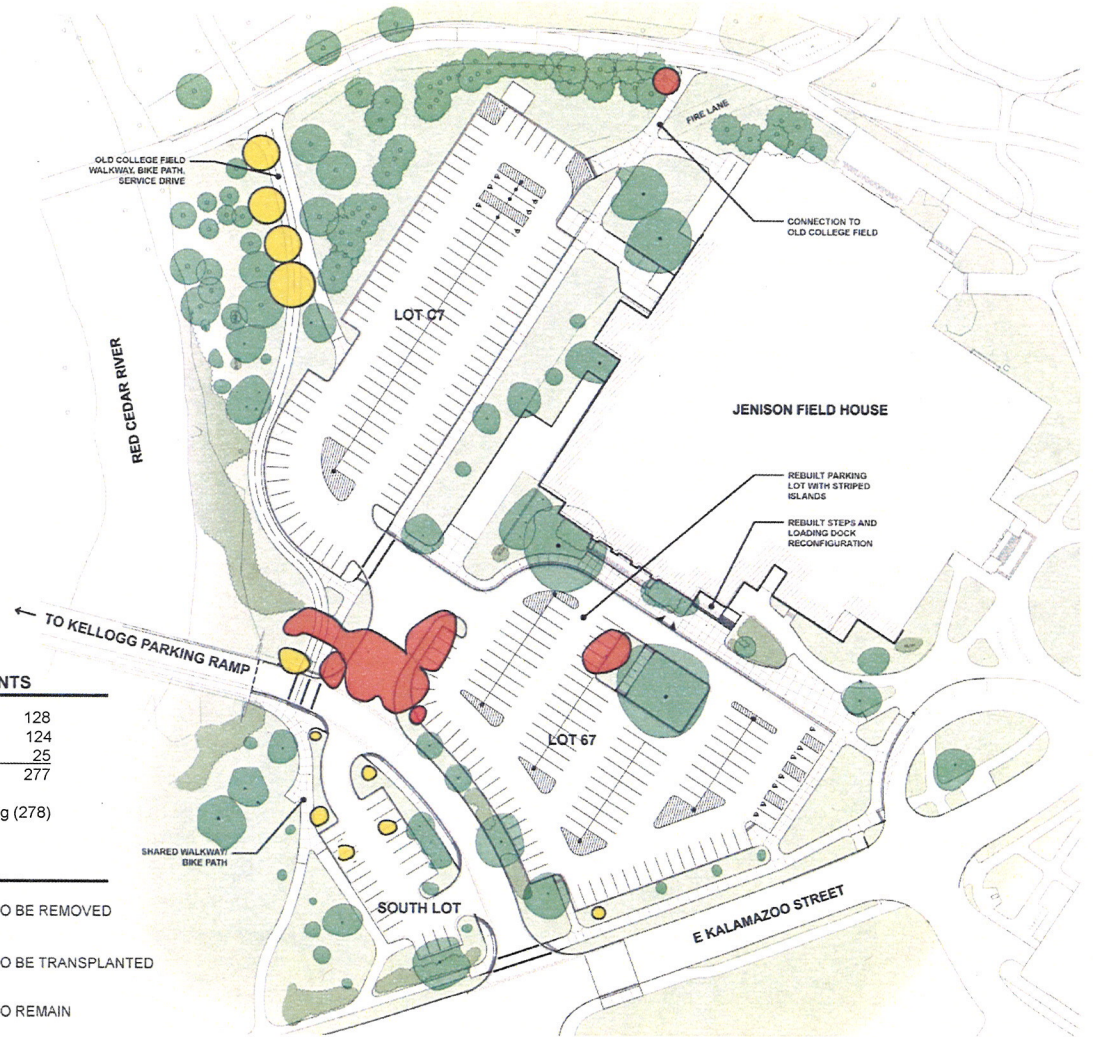 OLD COLLEGE FIELD
WALKWAY, BIKE PATH,
SERVICE DRIVE
FIRE LANE
CONNECTION TO
OLD COLLEGE FIELD
LOT C7
RED CEDAR RIVER
JENISON FIELD HOUSE
REBUILT PARKING
LOT WITH STRIPED
ISLANDS
REBUILT STEPS AND
LOADING DOCK
RECONFIGURATION
TO KELLOGG PARKING RAMP
NTS
128
124
25
277
g (278)
LOT 67
SHARED WALKWAY/
BIKE PATH
SOUTH LOT
E KALAMAZOO STREET
O BE REMOVED
O BE TRANSPLANTED
O REMAIN